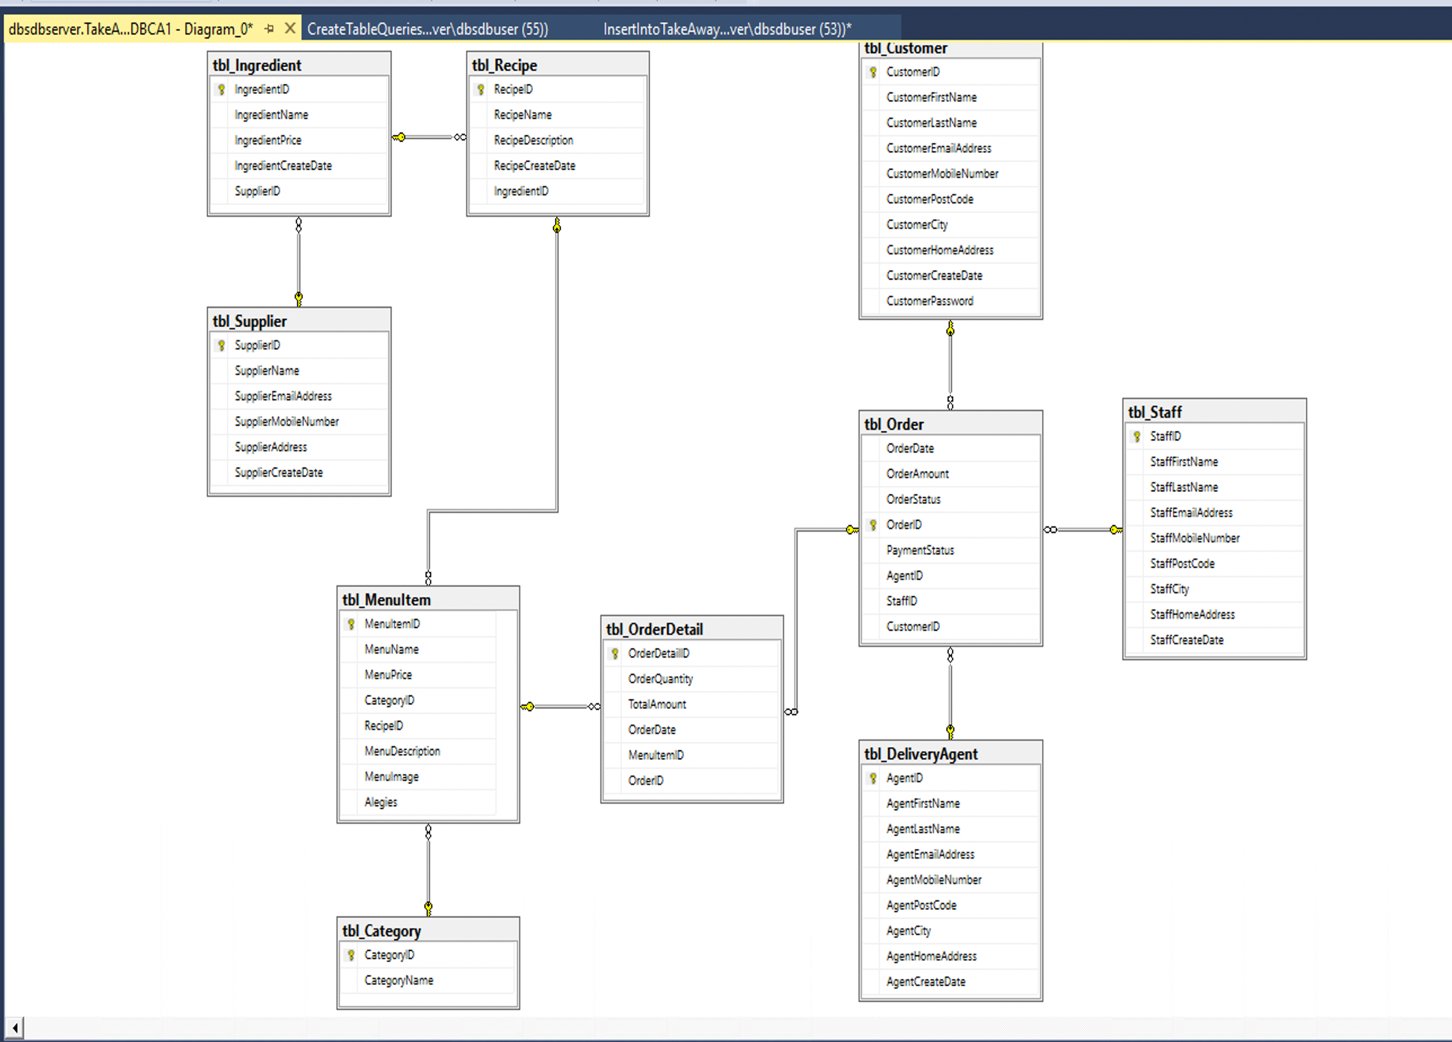 dbsdbserver.TakeA...DBCA1 - Diagram_0*
CreateTableQueries...ver\dbsdbuser (55))
InsertIntoTakeAway...ver\dbsdbuser (53))*
tbl_Ingredient
IngredientID
IngredientName
IngredientPrice
IngredientCreateDate
SupplierID
tbl_Recipe
RecipeID
RecipeName
RecipeDescription
RecipeCreateDate
IngredientID
tbl_Customer
CustomerID
CustomerFirstName
CustomerLastName
CustomerEmailAddress
CustomerMobileNumber
CustomerPostCode
CustomerCity
CustomerHomeAddress
CustomerCreateDate
CustomerPassword
tbl_Supplier
SupplierID
SupplierName
SupplierEmailAddress
SupplierMobileNumber
SupplierAddress
SupplierCreateDate
tbl_Order
OrderDate
OrderAmount
OrderStatus
OrderID
PaymentStatus
AgentID
StaffID
CustomerID
tbl_Staff
StaffID
StaffFirstName
StaffLastName
StaffEmailAddress
StaffMobileNumber
StaffPostCode
StaffCity
StaffHomeAddress
StaffCreateDate
tbl_MenuItem
MenuItemID
MenuName
MenuPrice
CategoryID
RecipeID
MenuDescription
MenuImage
Alegies
tbl_OrderDetail
OrderDetailID
OrderQuantity
TotalAmount
OrderDate
MenuItemID
OrderID
tbl_DeliveryAgent
AgentID
AgentFirstName
AgentLastName
AgentEmailAddress
AgentMobileNumber
AgentPostCode
AgentCity
AgentHomeAddress
AgentCreateDate
tbl_Category
CategoryID
CategoryName